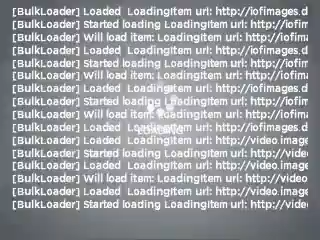 [BulkLoader] Loaded LoadingItem url: http://iofimages.d
[BulkLoader] Started loading LoadingItem url: http://iofim
[BulkLoader] Will load item: LoadingItem url: http://iofima
[BulkLoader] Loaded LoadingItem url: http://iofimages.d
[BulkLoader] Started loading LoadingItem url: http://iofim
[BulkLoader] Will load item: LoadingItem url: http://iofima
[BulkLoader] Loaded LoadingItem url: http://iofimages.d
[BulkLoader] Started loading LoadingItem url: http://iofim
[BulkLoader] Will load item: LoadingItem url: http://iofima
[BulkLoader] Loaded LoadingItem url: http://iofimages.d
LOADING
[BulkLoader] Will load item: LoadingItem url: http://video
[BulkLoader] Started loading LoadingItem url: http://vide
[BulkLoader] Loaded LoadingItem url: http://video.image
[BulkLoader] Will load item: LoadingItem url: http://video
[BulkLoader] Loaded LoadingItem url: http://video.image
[BulkLoader] Started loading LoadingItem url: http://vide